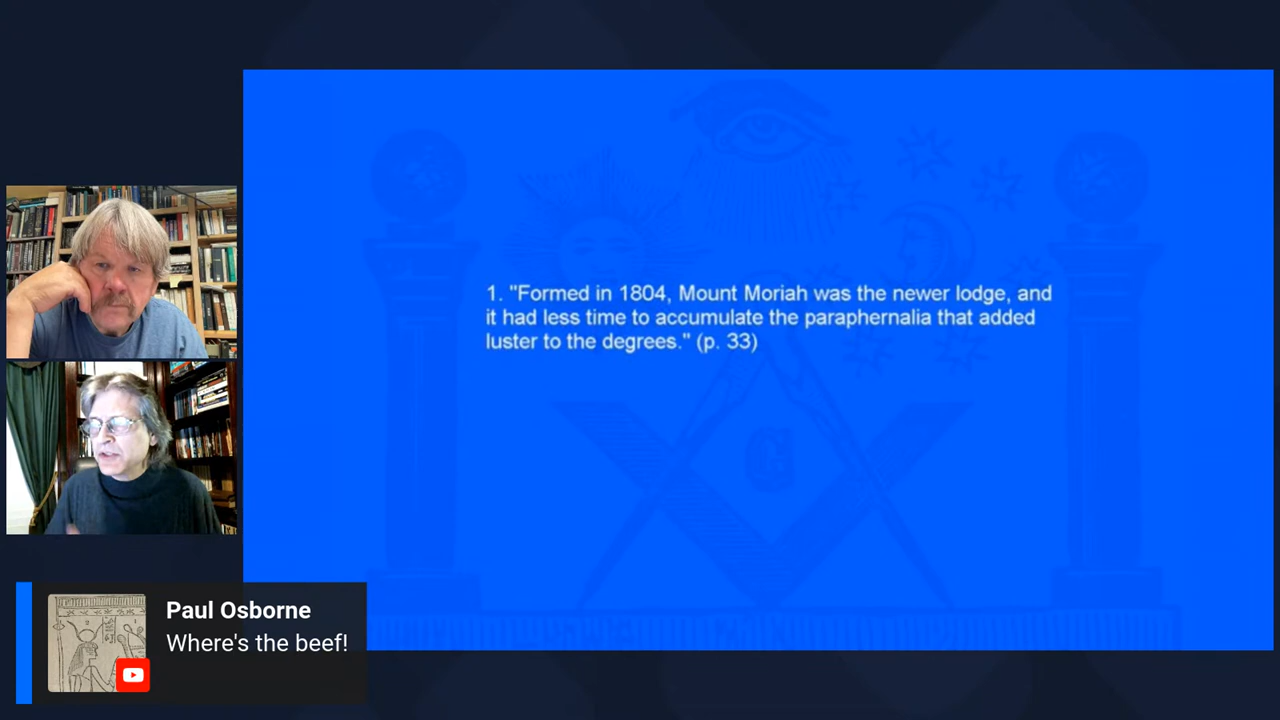 1. "Formed in 1804, Mount Moriah was the newer lodge, and
it had less time to accumulate the paraphernalia that added
luster to the degrees." (p. 33)
G
Paul Osborne
Where's the beef!